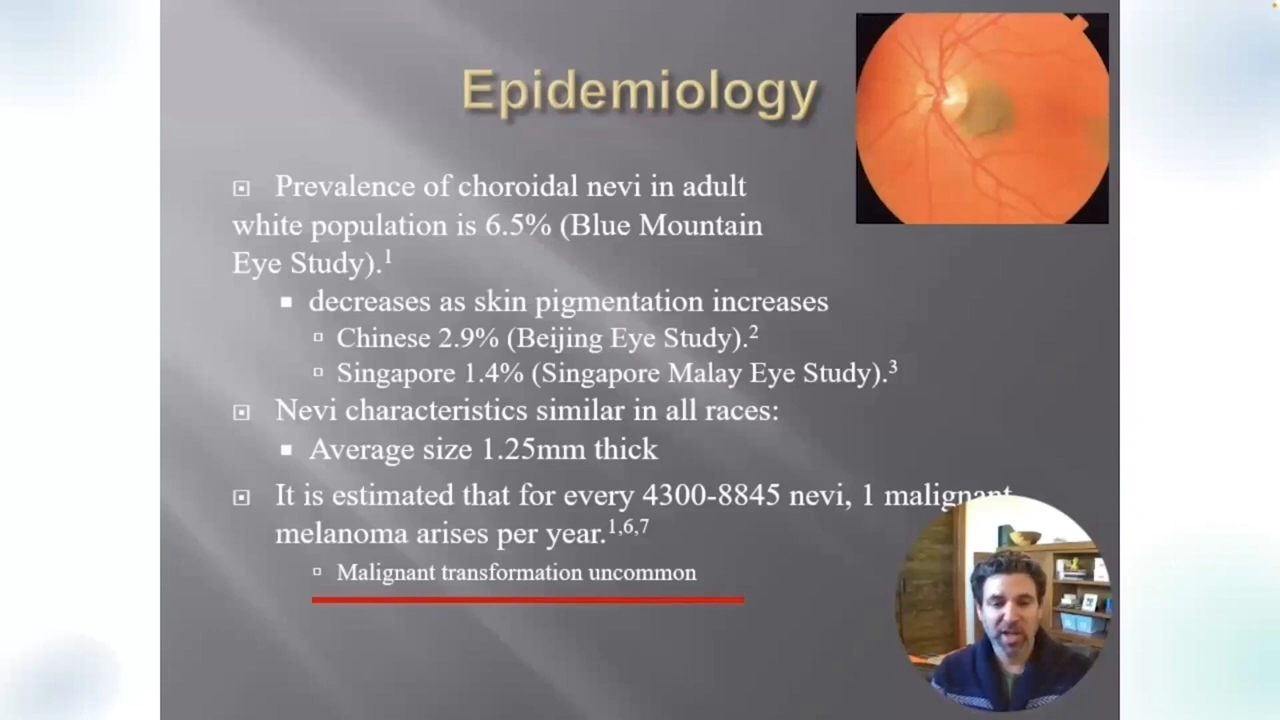 Epidemiology
Prevalence of choroidal nevi in adult
white population is 6.5% (Blue Mountain
Eye Study).1
decreases as skin pigmentation increases
Chinese 2.9% (Beijing Eye Study).2
Singapore 1.4% (Singapore Malay Eye Study).3
Nevi characteristics similar in all races:
Average size 1.25mm thick
It is estimated that for every 4300-8845 nevi, 1 malignant
melanoma arises per year.1,6,7
Malignant transformation uncommon